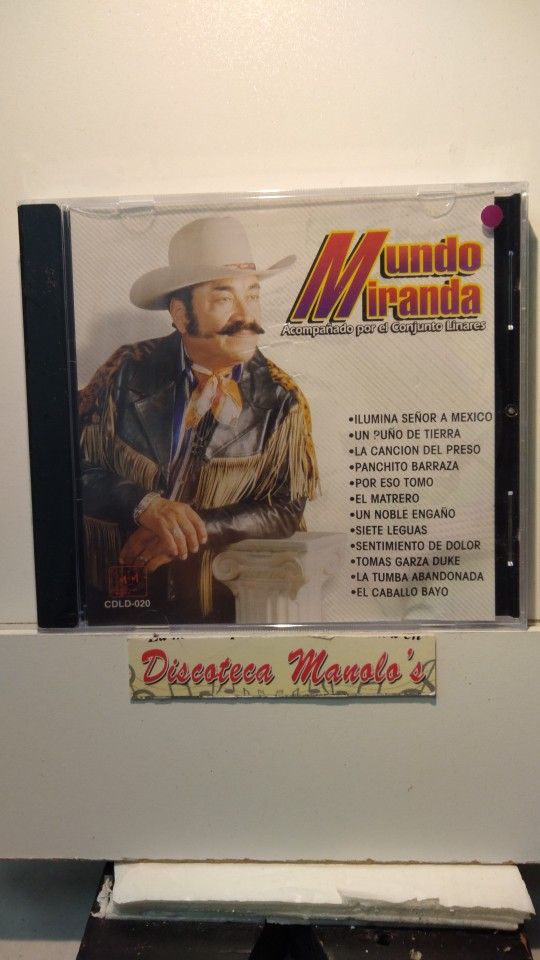 Mundo
Miranda
Acompañado por el Conjunto Linares
•ILUMINA SEÑOR A MEXICO
•UN PUÑO DE TIERRA
•LA CANCION DEL PRESO
•PANCHITO BARRAZA
•POR ESO TOMO
•EL MATRERO
•UN NOBLE ENGAÑO
•SIETE LEGUAS
•SENTIMIENTO DE DOLOR
•TOMAS GARZA DUKE
•LA TUMBA ABANDONADA
•EL CABALLO BAYO
CDLD-020
Discoteca Manolo's